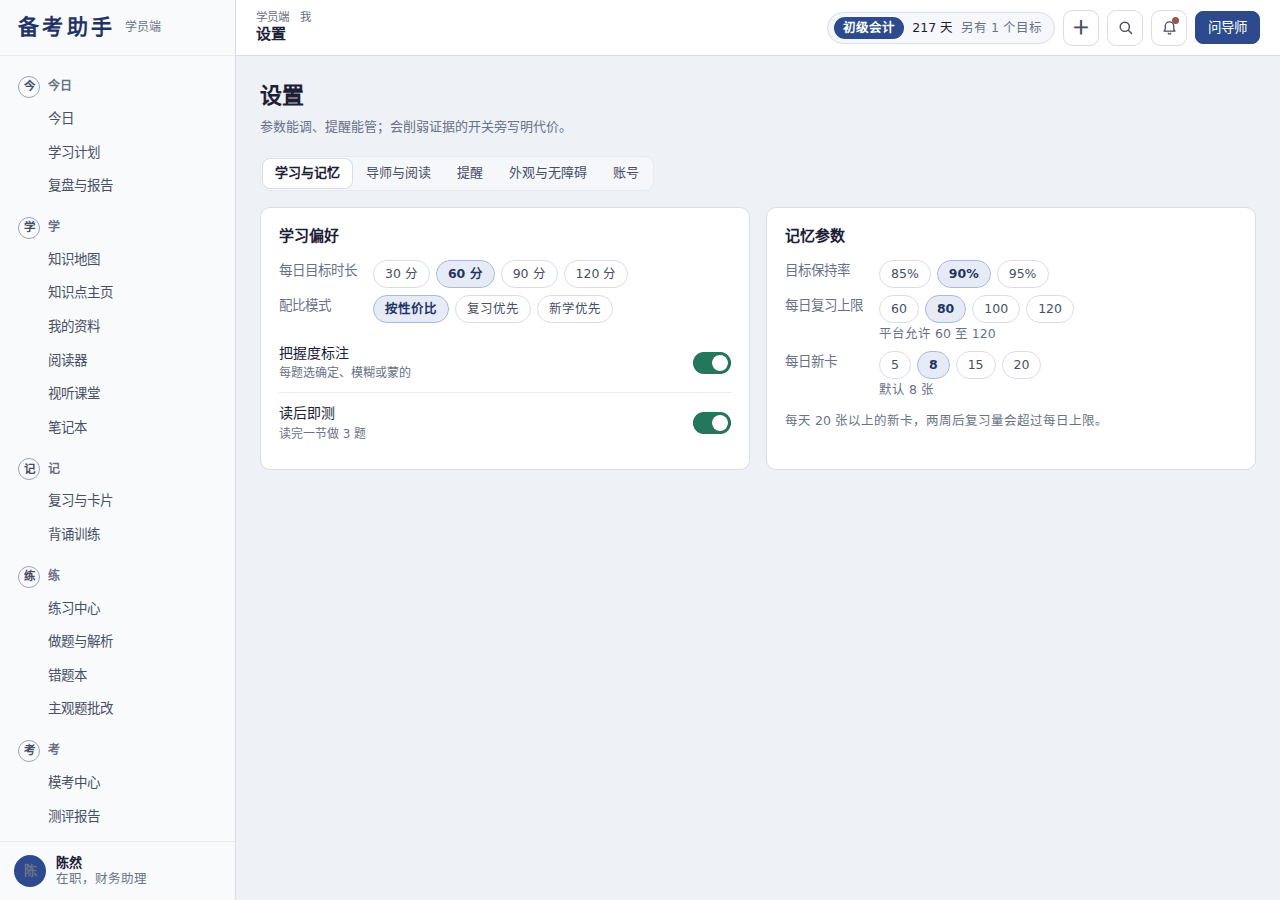 备考助手 学员端
今 今日
今日
学习计划
复盘与报告
学 学
知识地图
知识点主页
我的资料
阅读器
视听课堂
笔记本
记 记
复习与卡片
背诵训练
练 练
练习中心
做题与解析
错题本
主观题批改
考 考
模考中心
测评报告
陈 陈然
在职，财务助理
学员端 我
设置
初级会计 217 天 另有 1 个目标
问导师
设置
参数能调、提醒能管；会削弱证据的开关旁写明代价。
学习与记忆 导师与阅读 提醒 外观与无障碍 账号
学习偏好
每日目标时长 30 分 60 分 90 分 120 分
配比模式 按性价比 复习优先 新学优先
把握度标注
每题选确定、模糊或蒙的
读后即测
读完一节做 3 题
记忆参数
目标保持率 85% 90% 95%
每日复习上限 60 80 100 120
平台允许 60 至 120
每日新卡 5 8 15 20
默认 8 张
每天 20 张以上的新卡，两周后复习量会超过每日上限。